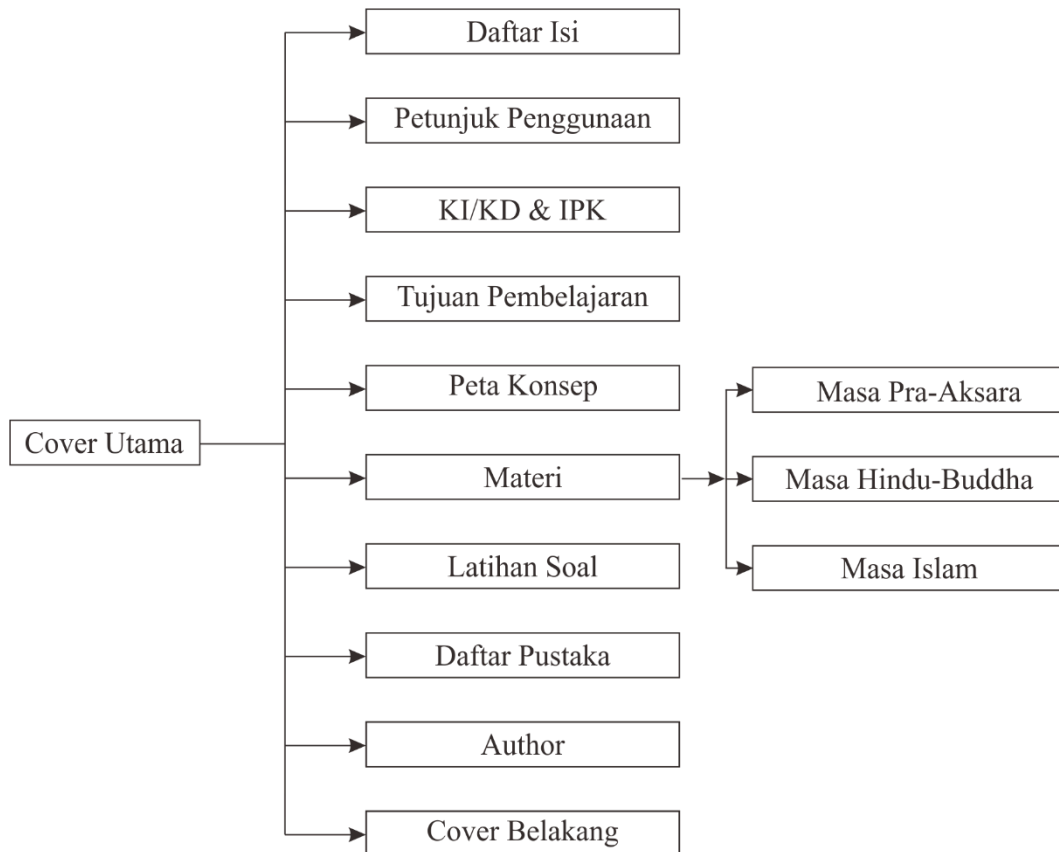 Cover Utama
Daftar Isi
Petunjuk Penggunaan
KI/KD & IPK
Tujuan Pembelajaran
Peta Konsep
Materi
Latihan Soal
Daftar Pustaka
Author
Cover Belakang
Masa Pra-Aksara
Masa Hindu-Buddha
Masa Islam